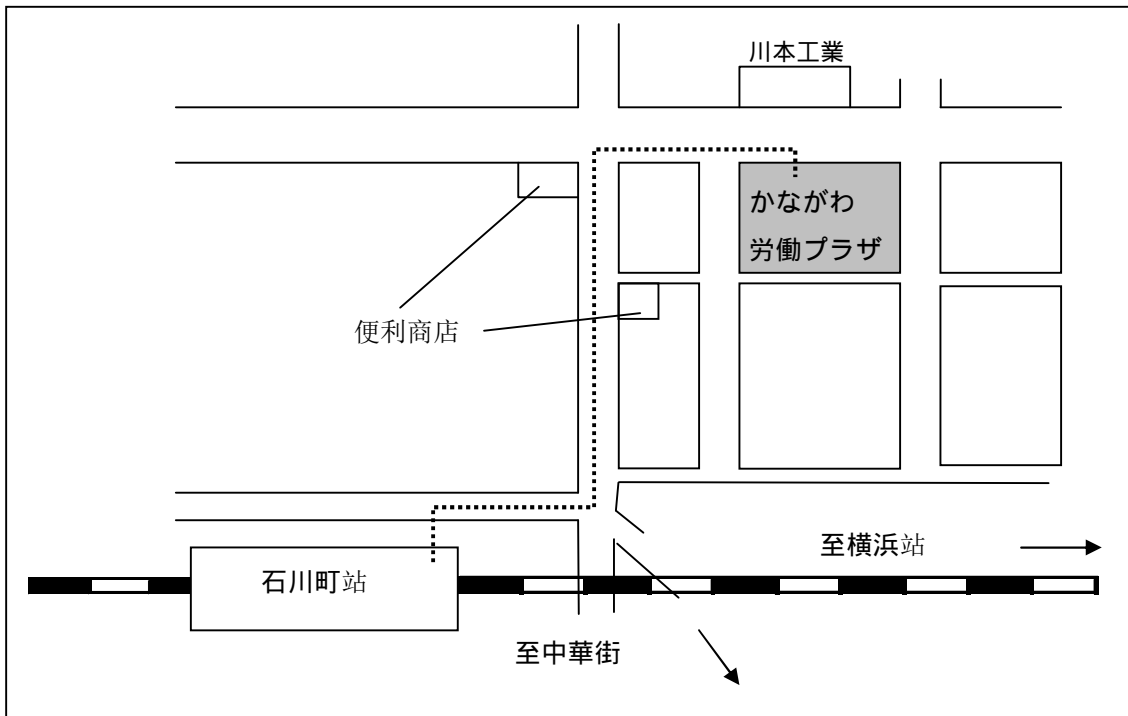 川本工業
かながわ
労働プラザ
便利商店
至横浜站
石川町站
至中華街